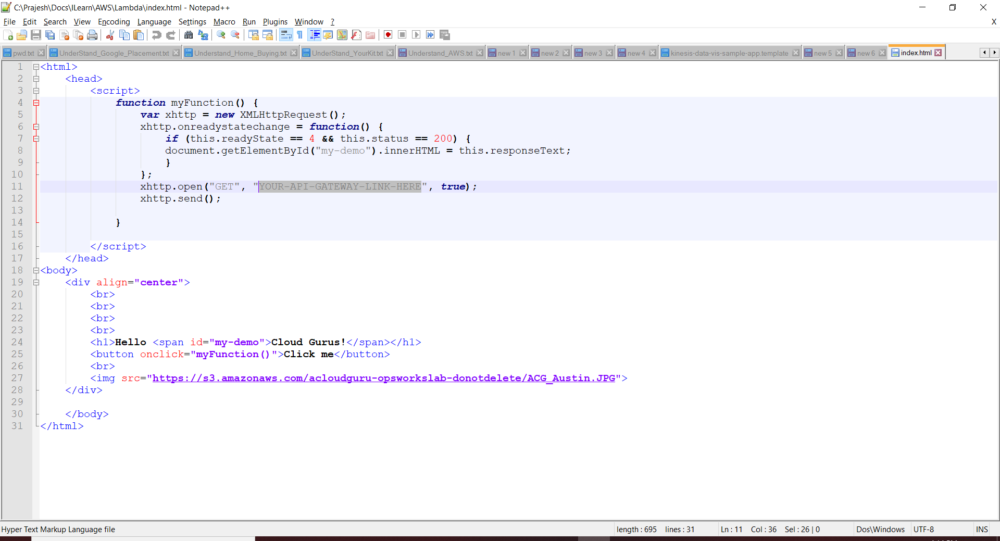 C:\Prajesh\Docs\ILearn\AWS\Lambda\index.html - Notepad++
File Edit Search View Encoding Language Settings Macro Run Plugins Window ? X
pwd.txt UnderStand_Google_Placement.txt Understand_Home_Buying.txt UnderStand_YourKit.txt Understand_AWS.txt new 1 new 2 new 3 new 4 kinesis-data-vis-sample-app.template new 5 new 6 index.html
1 <html>
2 <head>
3 <script>
4 function myFunction() {
5 var xhttp = new XMLHttpRequest();
6 xhttp.onreadystatechange = function() {
7 if (this.readyState == 4 && this.status == 200) {
8 document.getElementById("my-demo").innerHTML = this.responseText;
9 }
10 };
11 xhttp.open("GET", "YOUR-API-GATEWAY-LINK-HERE", true);
12 xhttp.send();
13
14 }
15
16 </script>
17 </head>
18 <body>
19 <div align="center">
20 <br>
21 <br>
22 <br>
23 <br>
24 <h1>Hello <span id="my-demo">Cloud Gurus!</span></h1>
25 <button onclick="myFunction()">Click me</button>
26 <br>
27 <img src="https://s3.amazonaws.com/acloudguru-opsworkslab-donotdelete/ACG_Austin.JPG">
28 </div>
29
30 </body>
31 </html>
Hyper Text Markup Language file length : 695 lines : 31 Ln : 11 Col : 36 Sel : 26 | 0 Dos\Windows UTF-8 INS